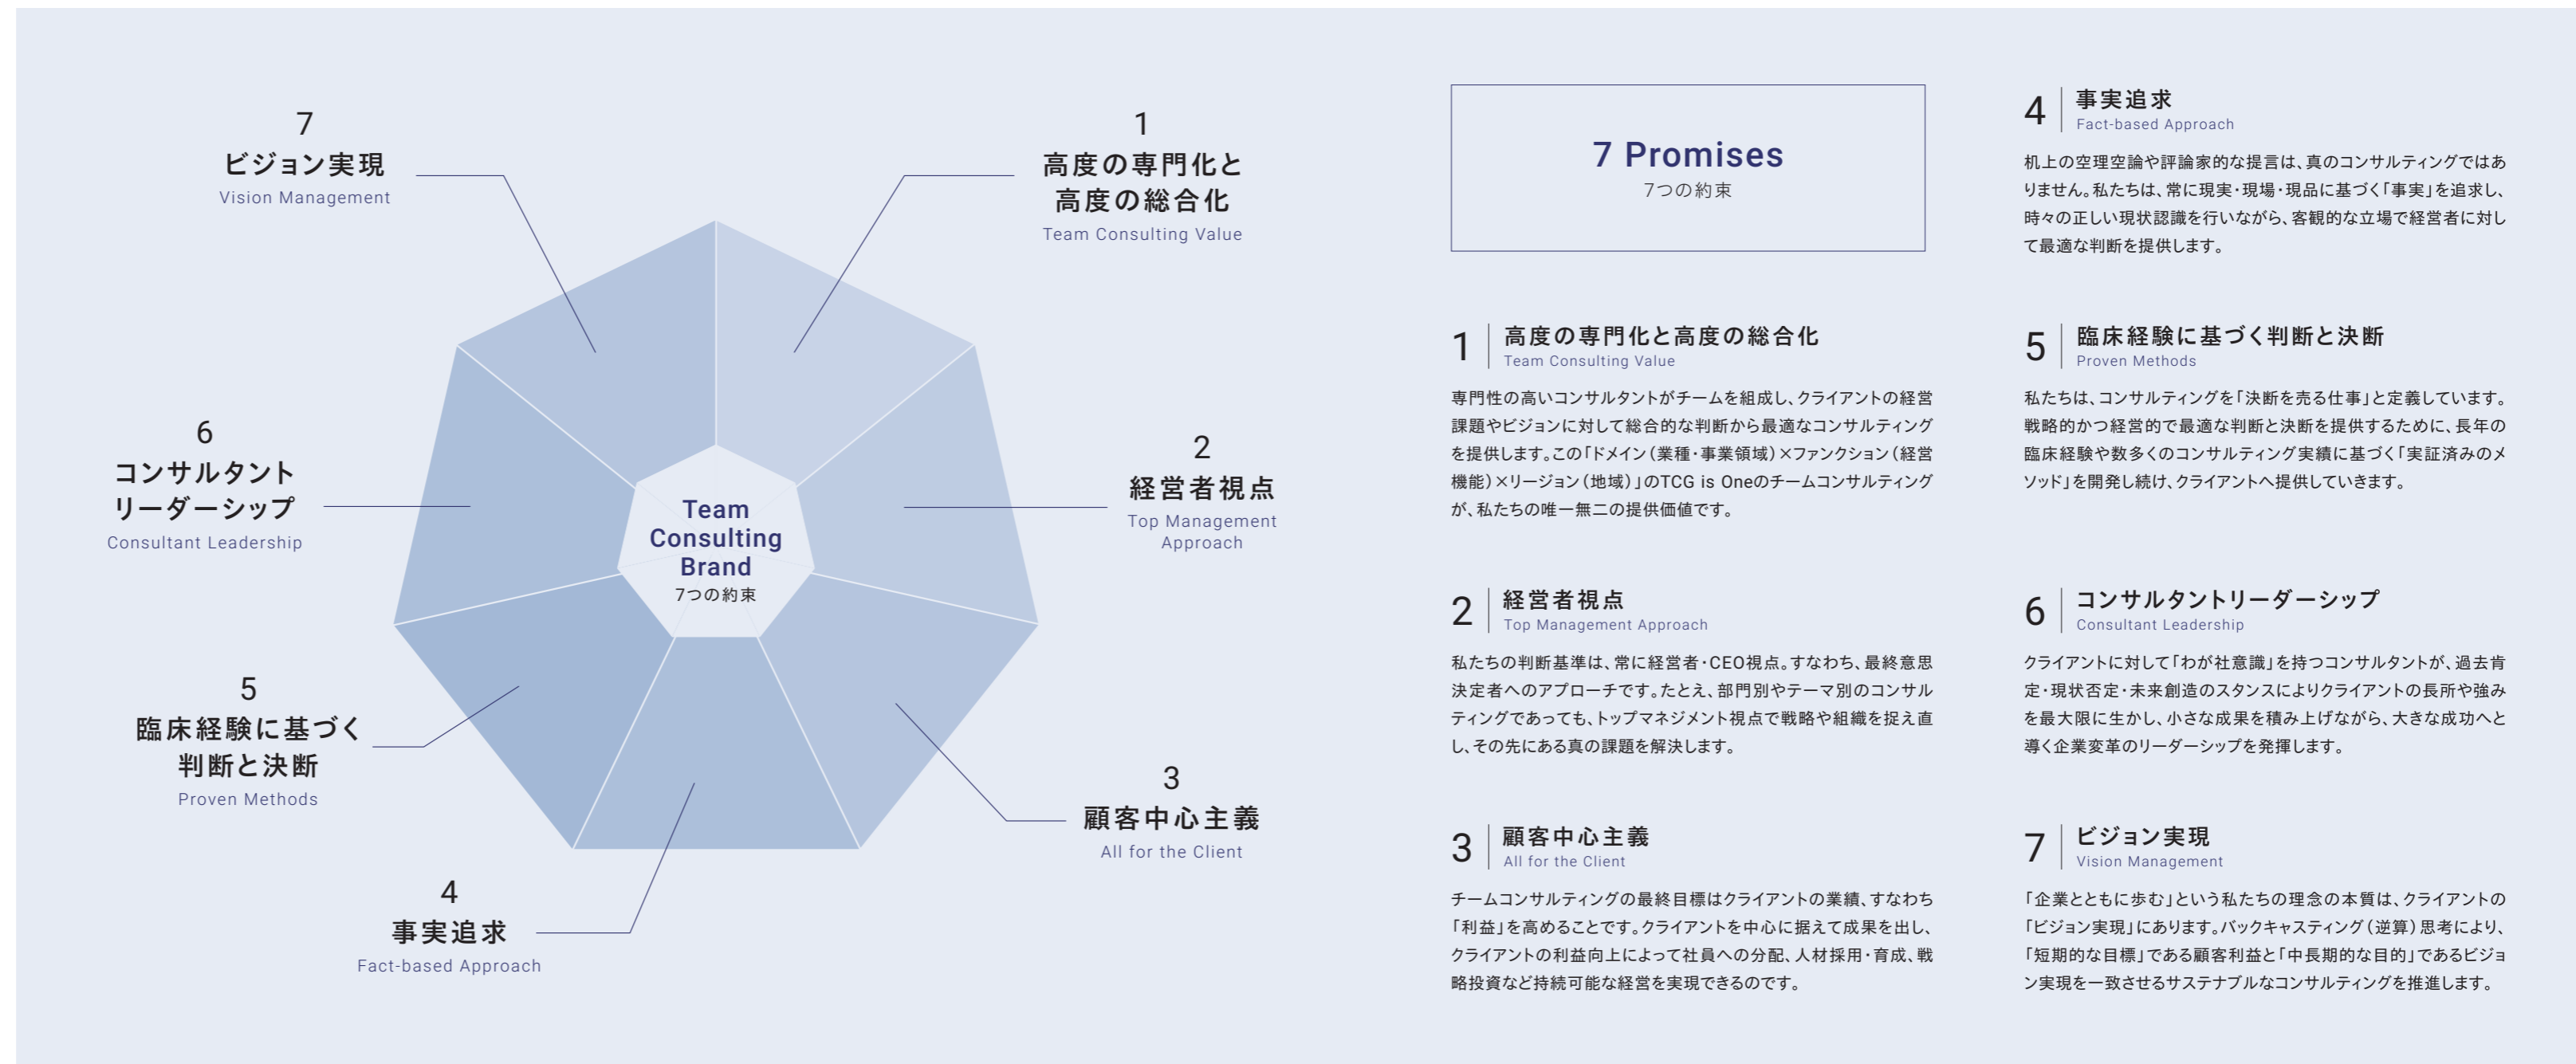 7
ビジョン実現
Vision Management
1
高度の専門化と
高度の総合化
Team Consulting Value
6
コンサルタント
リーダーシップ
Consultant Leadership
2
経営者視点
Top Management
Approach
Team
Consulting
Brand
7つの約束
5
臨床経験に基づく
判断と決断
Proven Methods
3
顧客中心主義
All for the Client
4
事実追求
Fact-based Approach
7 Promises
7つの約束
1
高度の専門化と高度の総合化
Team Consulting Value
専門性の高いコンサルタントがチームを組成し、クライアントの経営
課題やビジョンに対して総合的な判断から最適なコンサルティング
を提供します。この「ドメイン（業種・事業領域）×ファンクション（経営
機能）×リージョン（地域）」のTCG is Oneのチームコンサルティング
が、私たちの唯一無二の提供価値です。
2
経営者視点
Top Management Approach
私たちの判断基準は、常に経営者・CEO視点。すなわち、最終意思
決定者へのアプローチです。たとえ、部門別やテーマ別のコンサル
ティングであっても、トップマネジメント視点で戦略や組織を捉え直
し、その先にある真の課題を解決します。
3
顧客中心主義
All for the Client
チームコンサルティングの最終目標はクライアントの業績、すなわち
「利益」を高めることです。クライアントを中心に据えて成果を出し、
クライアントの利益向上によって社員への分配、人材採用・育成、戦
略投資など持続可能な経営を実現できるのです。
4
事実追求
Fact-based Approach
机上の空理空論や評論家的な提言は、真のコンサルティングではあ
りません。私たちは、常に現実・現場・現品に基づく「事実」を追求し、
時々の正しい現状認識を行いながら、客観的な立場で経営者に対し
て最適な判断を提供します。
5
臨床経験に基づく判断と決断
Proven Methods
私たちは、コンサルティングを「決断を売る仕事」と定義しています。
戦略的かつ経営的で最適な判断と決断を提供するために、長年の
臨床経験や数多くのコンサルティング実績に基づく「実証済みのメ
ソッド」を開発し続け、クライアントへ提供していきます。
6
コンサルタントリーダーシップ
Consultant Leadership
クライアントに対して「わが社意識」を持つコンサルタントが、過去肯
定・現状否定・未来創造のスタンスによりクライアントの長所や強み
を最大限に生かし、小さな成果を積み上げながら、大きな成功へと
導く企業変革のリーダーシップを発揮します。
7
ビジョン実現
Vision Management
「企業とともに歩む」という私たちの理念の本質は、クライアントの
「ビジョン実現」にあります。バックキャスティング（逆算）思考により、
「短期的な目標」である顧客利益と「中長期的な目的」であるビジョ
ン実現を一致させるサステナブルなコンサルティングを推進します。